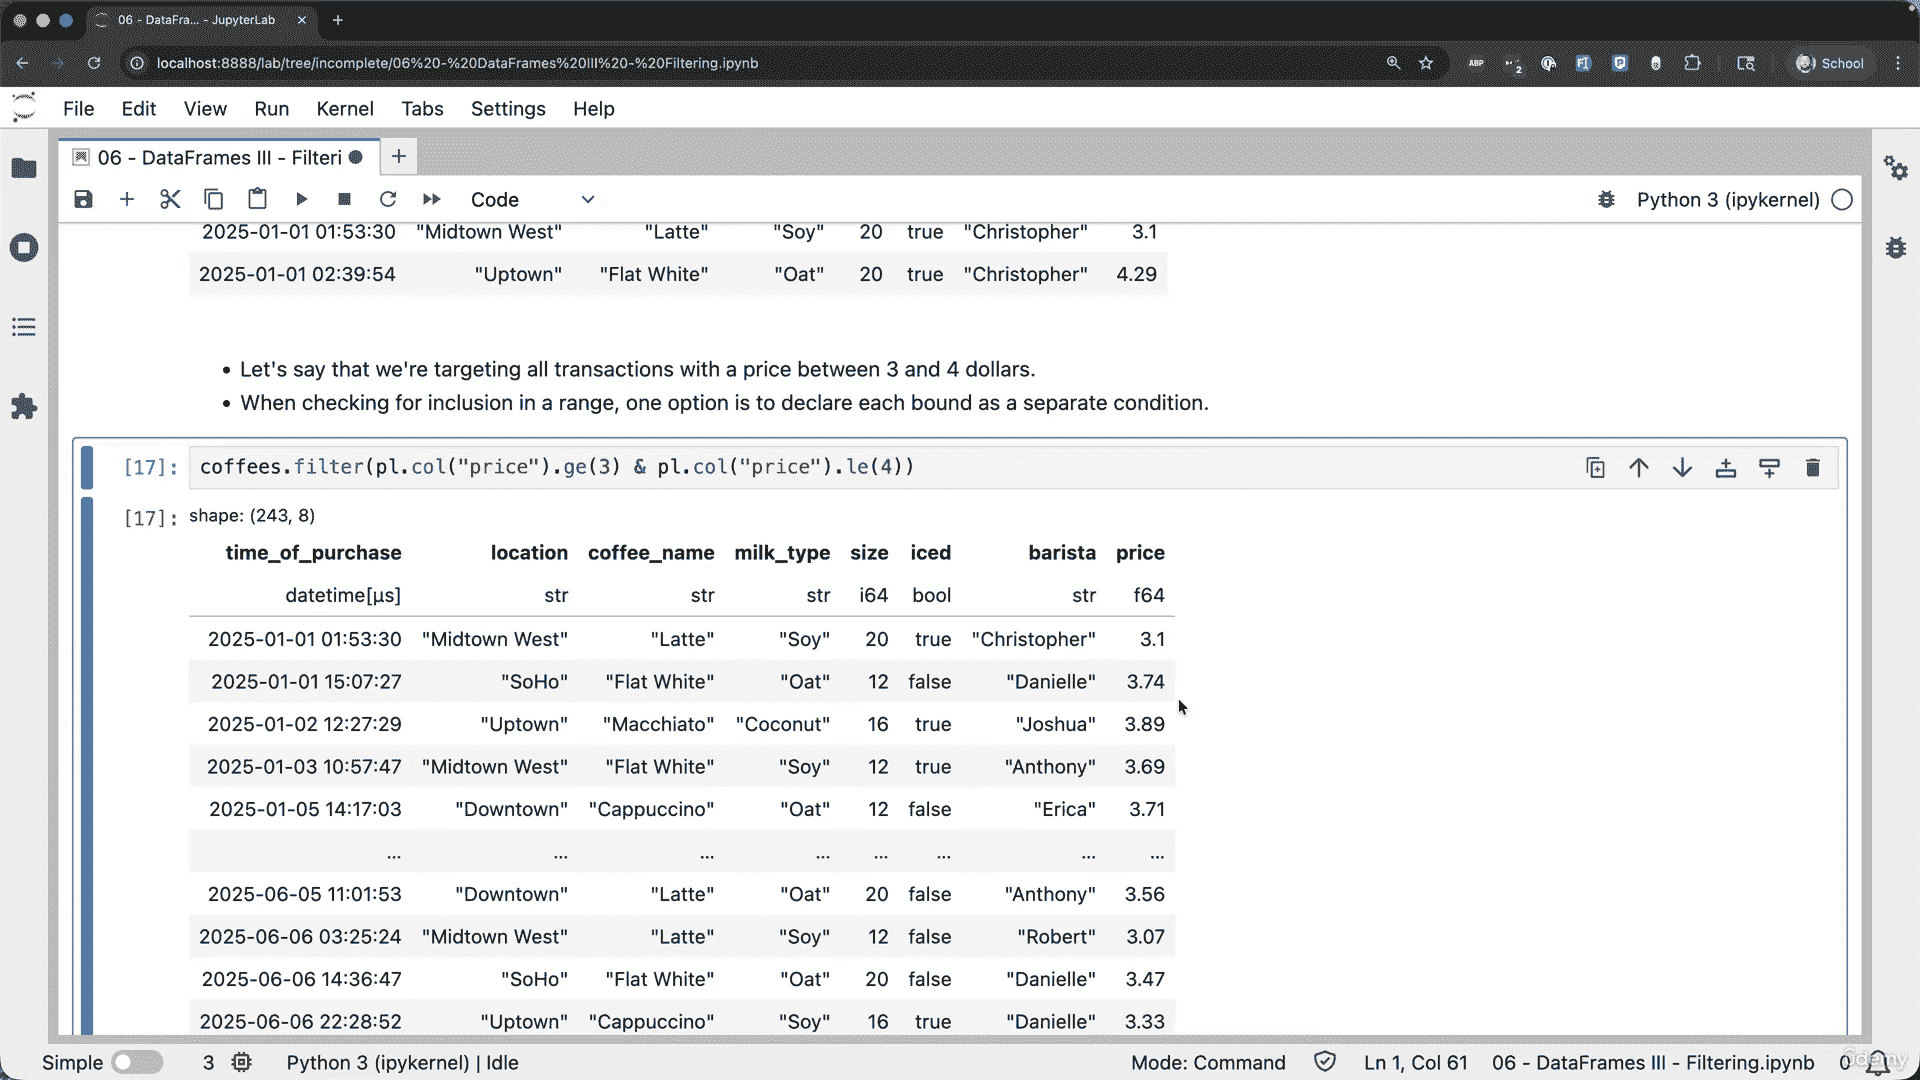 06 - DataFra... - JupyterLab
localhost:8888/lab/tree/incomplete/06%20-%20DataFrames%20III%20-%20Filtering.ipynb
ABP
2
School
File Edit View Run Kernel Tabs Settings Help
06 - DataFrames III - Filteri
Code
Python 3 (ipykernel)
2025-01-01 01:53:30 "Midtown West" "Latte" "Soy" 20 true "Christopher" 3.1
2025-01-01 02:39:54 "Uptown" "Flat White" "Oat" 20 true "Christopher" 4.29
• Let's say that we're targeting all transactions with a price between 3 and 4 dollars.
• When checking for inclusion in a range, one option is to declare each bound as a separate condition.
[17]: coffees.filter(pl.col("price").ge(3) & pl.col("price").le(4))
[17]: shape: (243, 8)
time_of_purchase location coffee_name milk_type size iced barista price
datetime[μs] str str str i64 bool str f64
2025-01-01 01:53:30 "Midtown West" "Latte" "Soy" 20 true "Christopher" 3.1
2025-01-01 15:07:27 "SoHo" "Flat White" "Oat" 12 false "Danielle" 3.74
2025-01-02 12:27:29 "Uptown" "Macchiato" "Coconut" 16 true "Joshua" 3.89
2025-01-03 10:57:47 "Midtown West" "Flat White" "Soy" 12 true "Anthony" 3.69
2025-01-05 14:17:03 "Downtown" "Cappuccino" "Oat" 12 false "Erica" 3.71
... ... ... ... ... ... ... ...
2025-06-05 11:01:53 "Downtown" "Latte" "Oat" 20 false "Anthony" 3.56
2025-06-06 03:25:24 "Midtown West" "Latte" "Soy" 12 false "Robert" 3.07
2025-06-06 14:36:47 "SoHo" "Flat White" "Oat" 20 false "Danielle" 3.47
2025-06-06 22:28:52 "Uptown" "Cappuccino" "Soy" 16 true "Danielle" 3.33
Simple 3 Python 3 (ipykernel) | Idle Mode: Command Ln 1, Col 61 06 - DataFrames III - Filtering.ipynb 0
Udemy